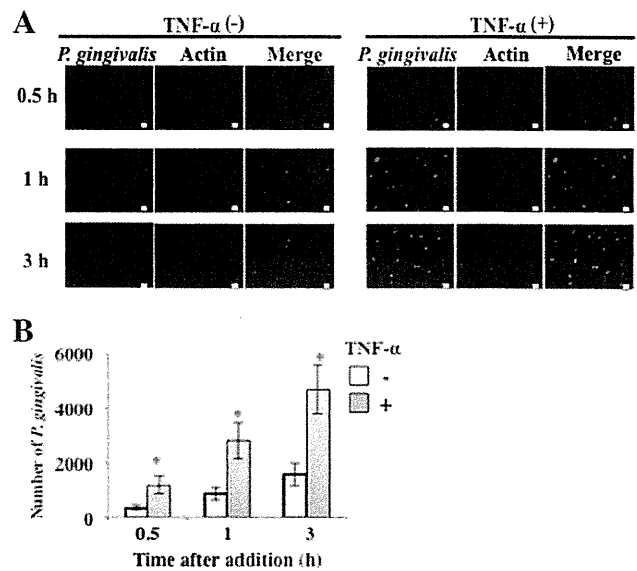 A
TNF-α (-) TNF-α (+)
P. gingivalis Actin Merge P. gingivalis Actin Merge
0.5 h
1 h
3 h
B
Number of P. gingivalis
6000
4000
2000
0
* * *
TNF-α
-
+
0.5 1 3
Time after addition (h)